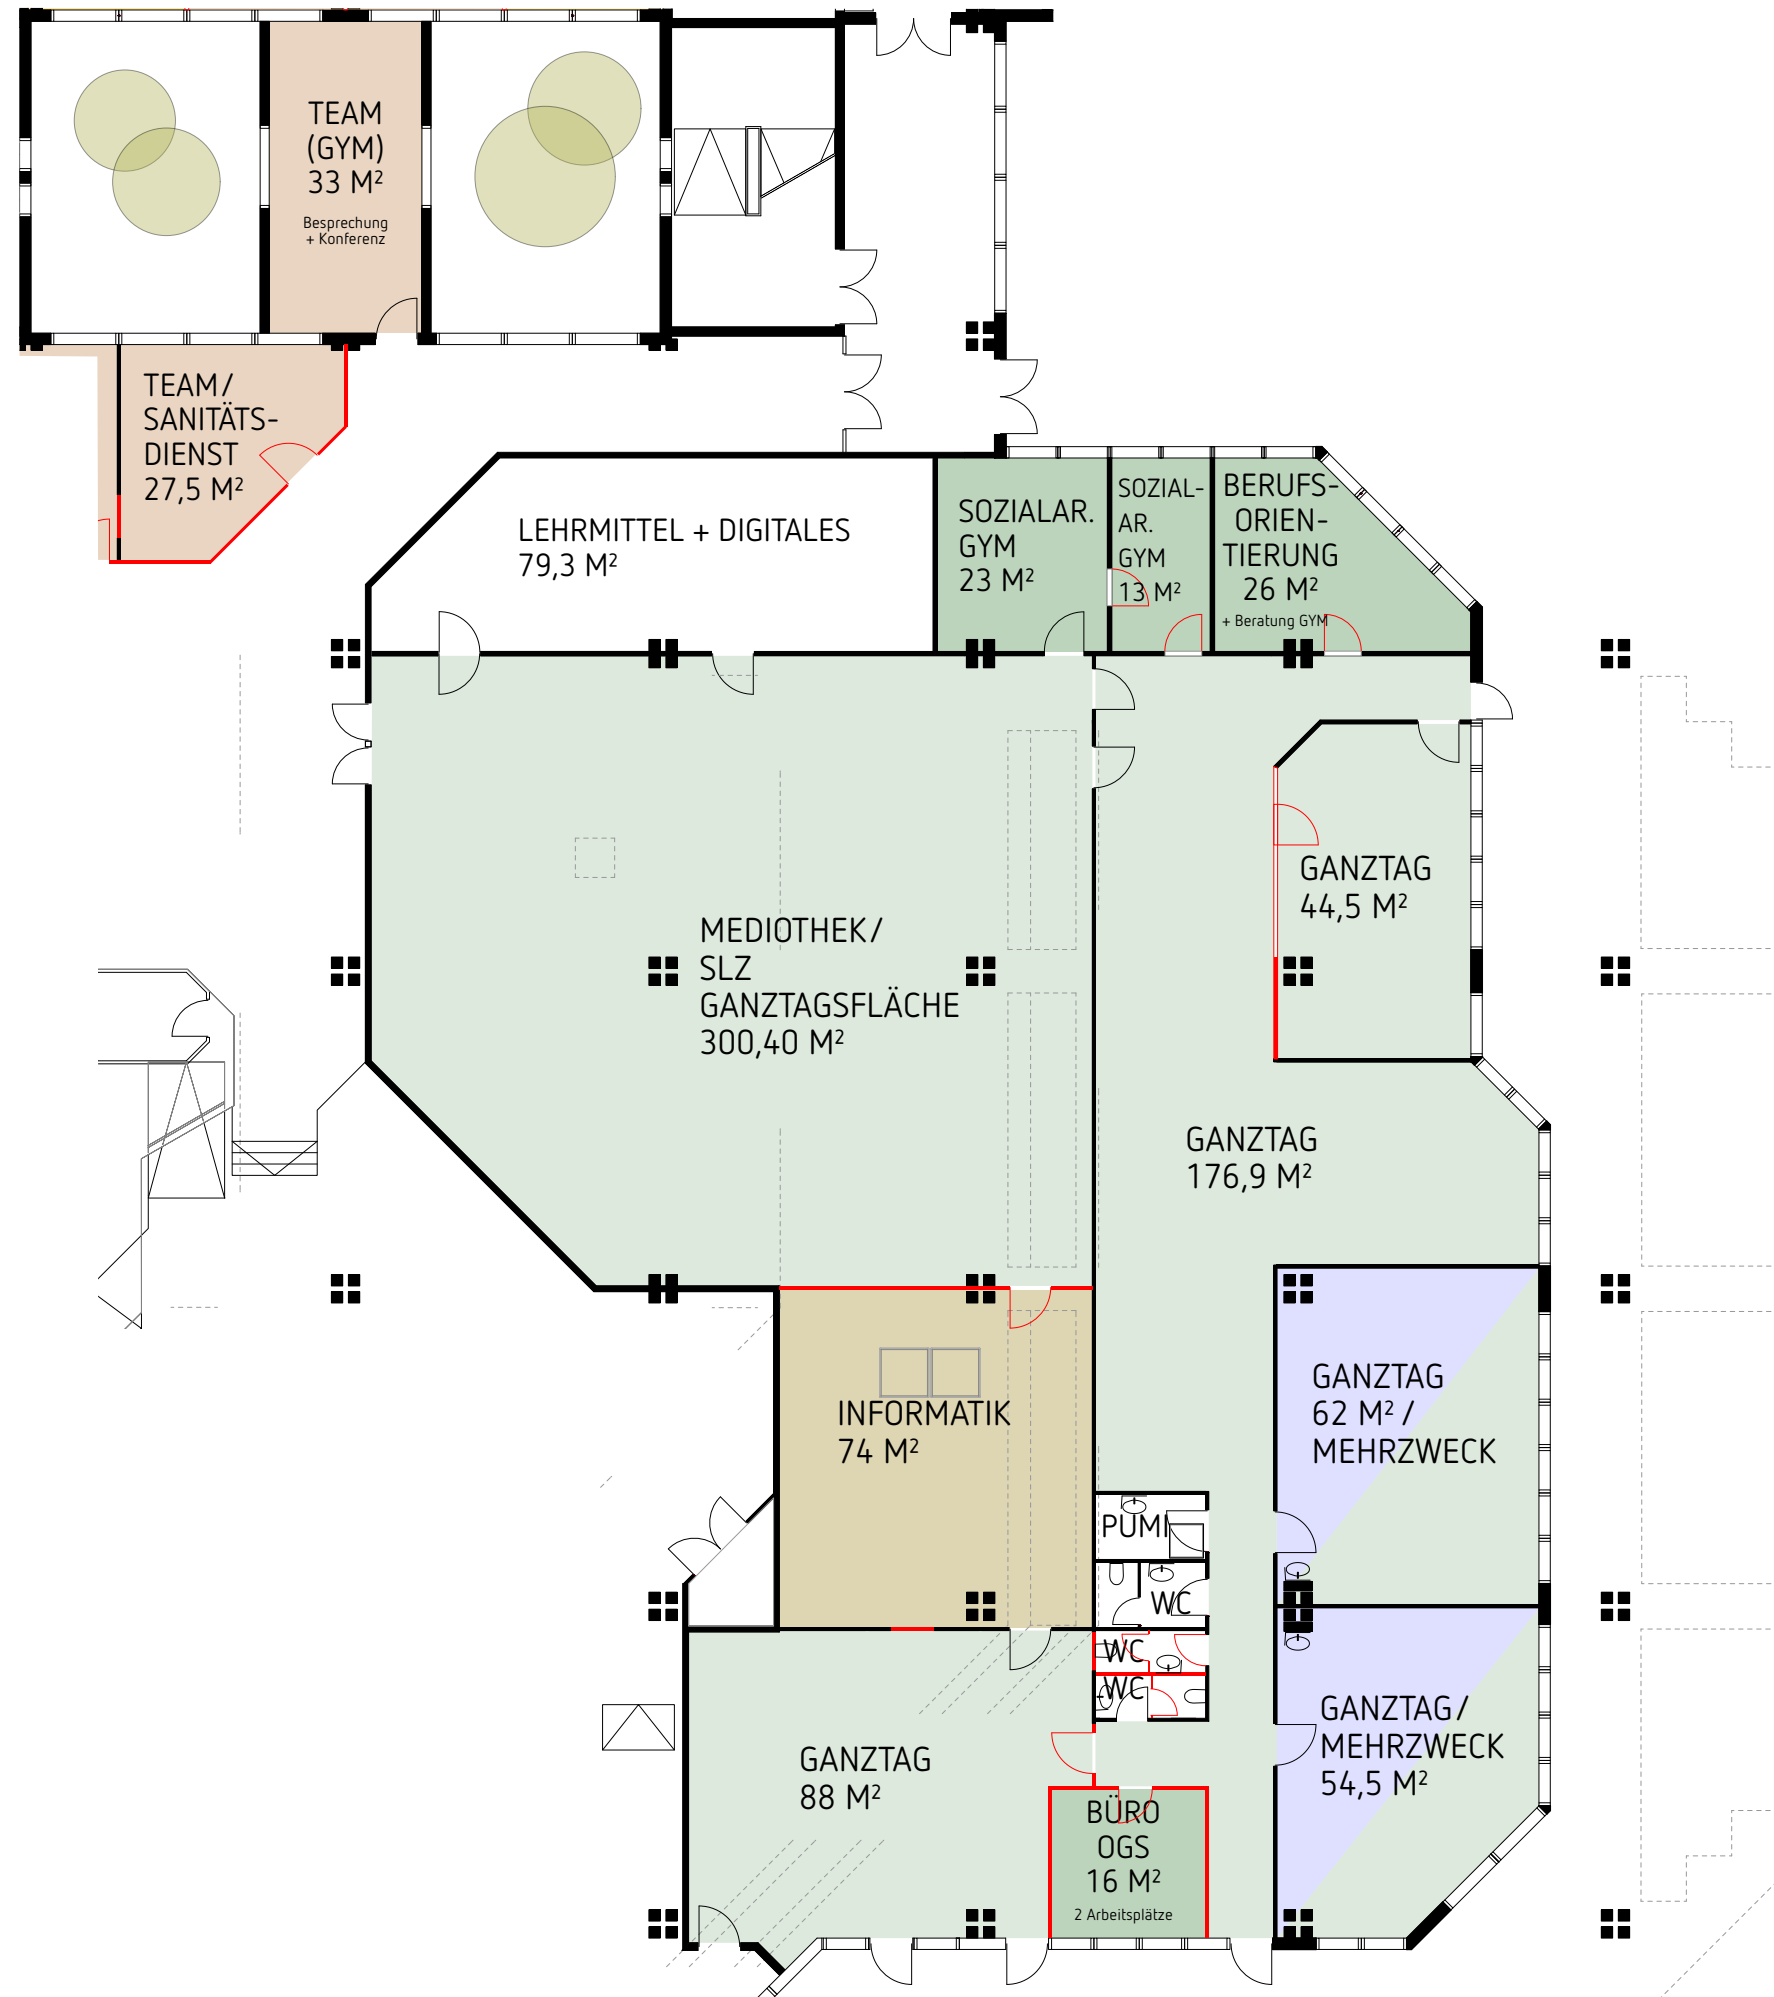 TEAM
(GYM)
33 M²
Besprechung
+ Konferenz
TEAM/
SANITÄTS-
DIENST
27,5 M²
LEHRMITTEL + DIGITALES
79,3 M²
SOZIALAR.
GYM
23 M²
SOZIAL-
AR.
GYM
13 M²
BERUFS-
ORIEN-
TIERUNG
26 M²
+ Beratung GYM
GANZTAG
44,5 M²
MEDIOTHEK/
SLZ
GANZTAGSFLÄCHE
300,40 M²
GANZTAG
176,9 M²
INFORMATIK
74 M²
GANZTAG
62 M² /
MEHRZWECK
PUMI
WC
WC
WC
GANZTAG/
MEHRZWECK
54,5 M²
GANZTAG
88 M²
BÜRO
OGS
16 M²
2 Arbeitsplätze